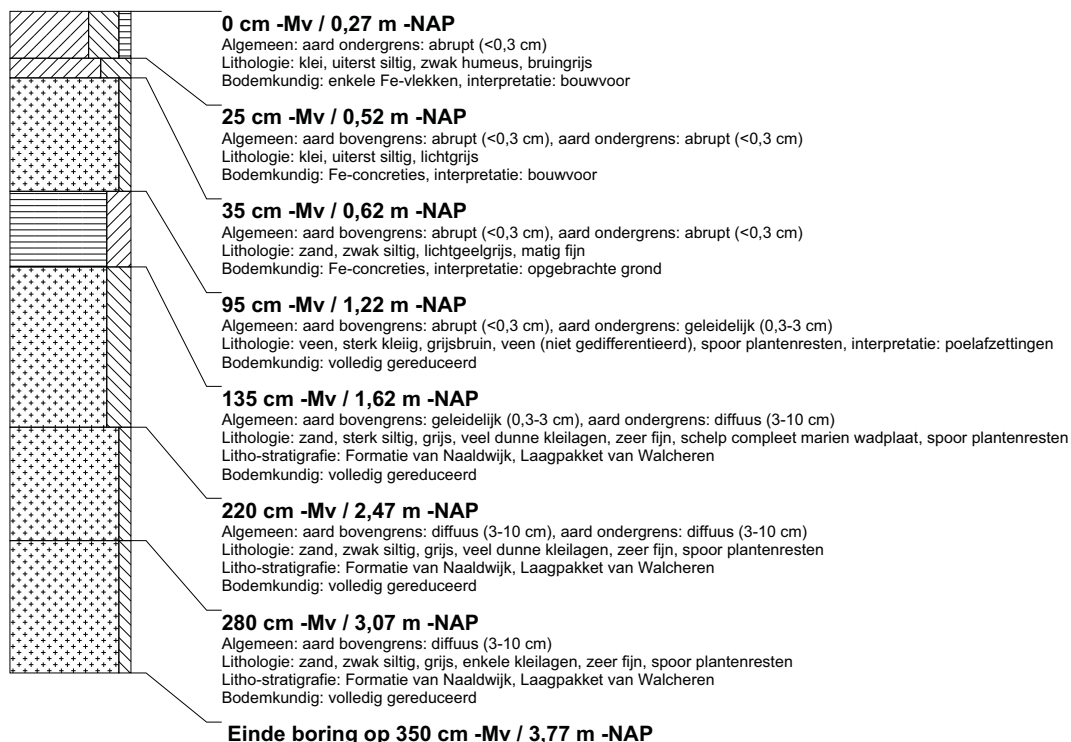 0 cm -Mv / 0,27 m -NAP
Algemeen: aard ondergrens: abrupt (<0,3 cm)
Lithologie: klei, uiterst siltig, zwak humeus, bruingrijs
Bodemkundig: enkele Fe-vlekken, interpretatie: bouwvoor
25 cm -Mv / 0,52 m -NAP
Algemeen: aard bovengrens: abrupt (<0,3 cm), aard ondergrens: abrupt (<0,3 cm)
Lithologie: klei, uiterst siltig, lichtgrijs
Bodemkundig: Fe-concreties, interpretatie: bouwvoor
35 cm -Mv / 0,62 m -NAP
Algemeen: aard bovengrens: abrupt (<0,3 cm), aard ondergrens: abrupt (<0,3 cm)
Lithologie: zand, zwak siltig, lichtgeelgrijs, matig fijn
Bodemkundig: Fe-concreties, interpretatie: opgebrachte grond
95 cm -Mv / 1,22 m -NAP
Algemeen: aard bovengrens: abrupt (<0,3 cm), aard ondergrens: geleidelijk (0,3-3 cm)
Lithologie: veen, sterk kleiig, grijsbruin, veen (niet gedifferentieerd), spoor plantenresten, interpretatie: poelafzettingen
Bodemkundig: volledig gereduceerd
135 cm -Mv / 1,62 m -NAP
Algemeen: aard bovengrens: geleidelijk (0,3-3 cm), aard ondergrens: diffuus (3-10 cm)
Lithologie: zand, sterk siltig, grijs, veel dunne kleilagen, zeer fijn, schelp compleet marien wadplaat, spoor plantenresten
Litho-stratigrafie: Formatie van Naaldwijk, Laagpakket van Walcheren
Bodemkundig: volledig gereduceerd
220 cm -Mv / 2,47 m -NAP
Algemeen: aard bovengrens: diffuus (3-10 cm), aard ondergrens: diffuus (3-10 cm)
Lithologie: zand, zwak siltig, grijs, veel dunne kleilagen, zeer fijn, spoor plantenresten
Litho-stratigrafie: Formatie van Naaldwijk, Laagpakket van Walcheren
Bodemkundig: volledig gereduceerd
280 cm -Mv / 3,07 m -NAP
Algemeen: aard bovengrens: diffuus (3-10 cm)
Lithologie: zand, zwak siltig, grijs, enkele kleilagen, zeer fijn, spoor plantenresten
Litho-stratigrafie: Formatie van Naaldwijk, Laagpakket van Walcheren
Bodemkundig: volledig gereduceerd
Einde boring op 350 cm -Mv / 3,77 m -NAP